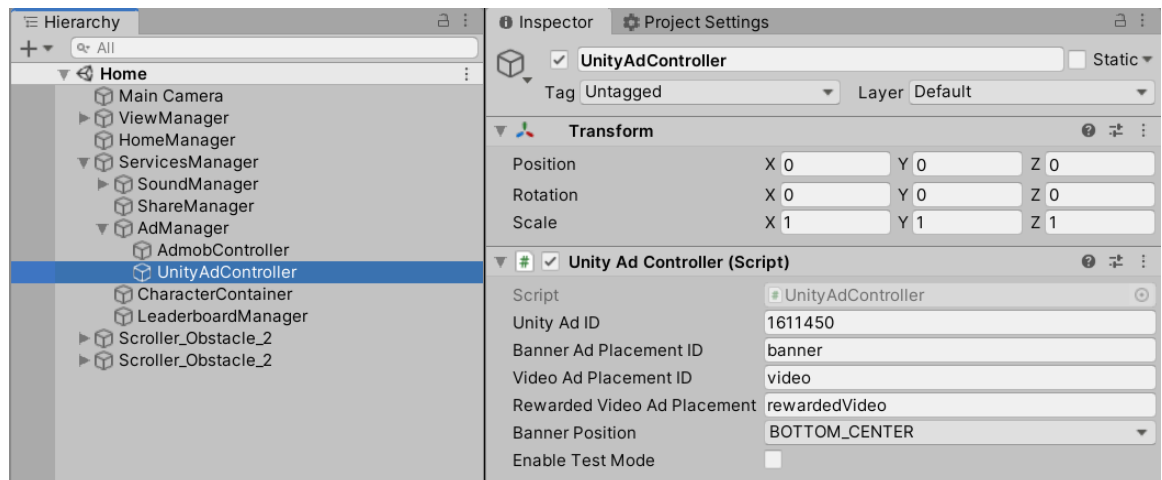 Hierarchy
All
Home
Main Camera
ViewManager
HomeManager
ServicesManager
SoundManager
ShareManager
AdManager
AdmobController
UnityAdController
CharacterContainer
LeaderboardManager
Scroller_Obstacle_2
Scroller_Obstacle_2
Inspector Project Settings
UnityAdController Static
Tag Untagged Layer Default
Transform
Position X 0 Y 0 Z 0
Rotation X 0 Y 0 Z 0
Scale X 1 Y 1 Z 1
# Unity Ad Controller (Script)
Script # UnityAdController
Unity Ad ID 1611450
Banner Ad Placement ID banner
Video Ad Placement ID video
Rewarded Video Ad Placement rewardedVideo
Banner Position BOTTOM_CENTER
Enable Test Mode